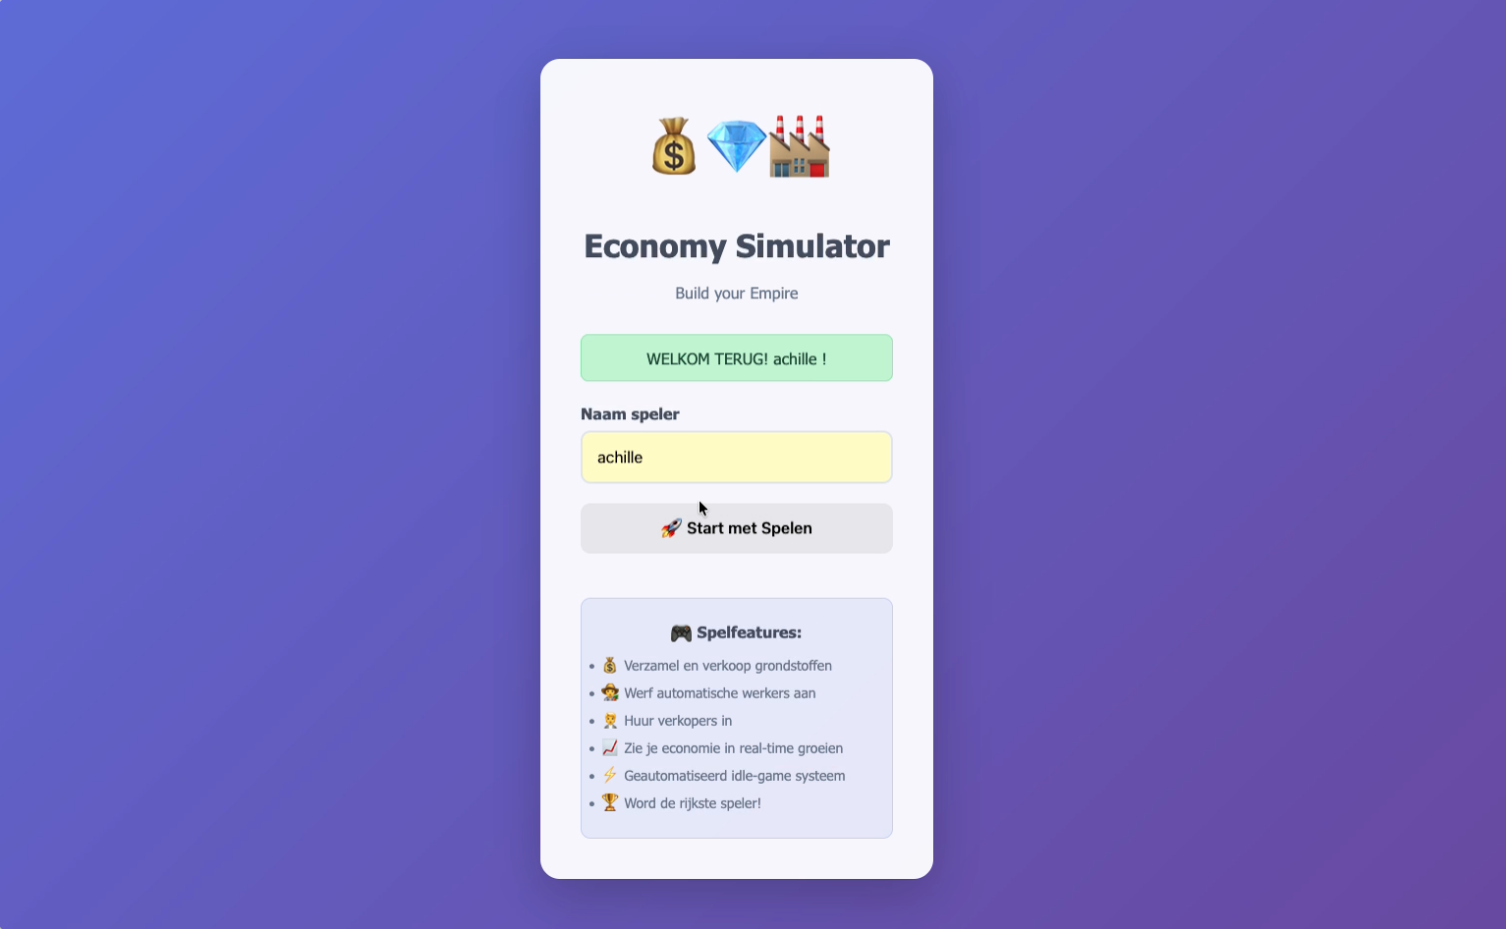 Economy Simulator
Build your Empire
WELKOM TERUG! achille !
Naam speler
achille
🚀 Start met Spelen
🎮 Spelfeatures:
• 💰 Verzamel en verkoop grondstoffen
• 🧑‍🌾 Werf automatische werkers aan
• 🧑‍💼 Huur verkopers in
• 📈 Zie je economie in real-time groeien
• ⚡ Geautomatiseerd idle-game systeem
• 🏆 Word de rijkste speler!